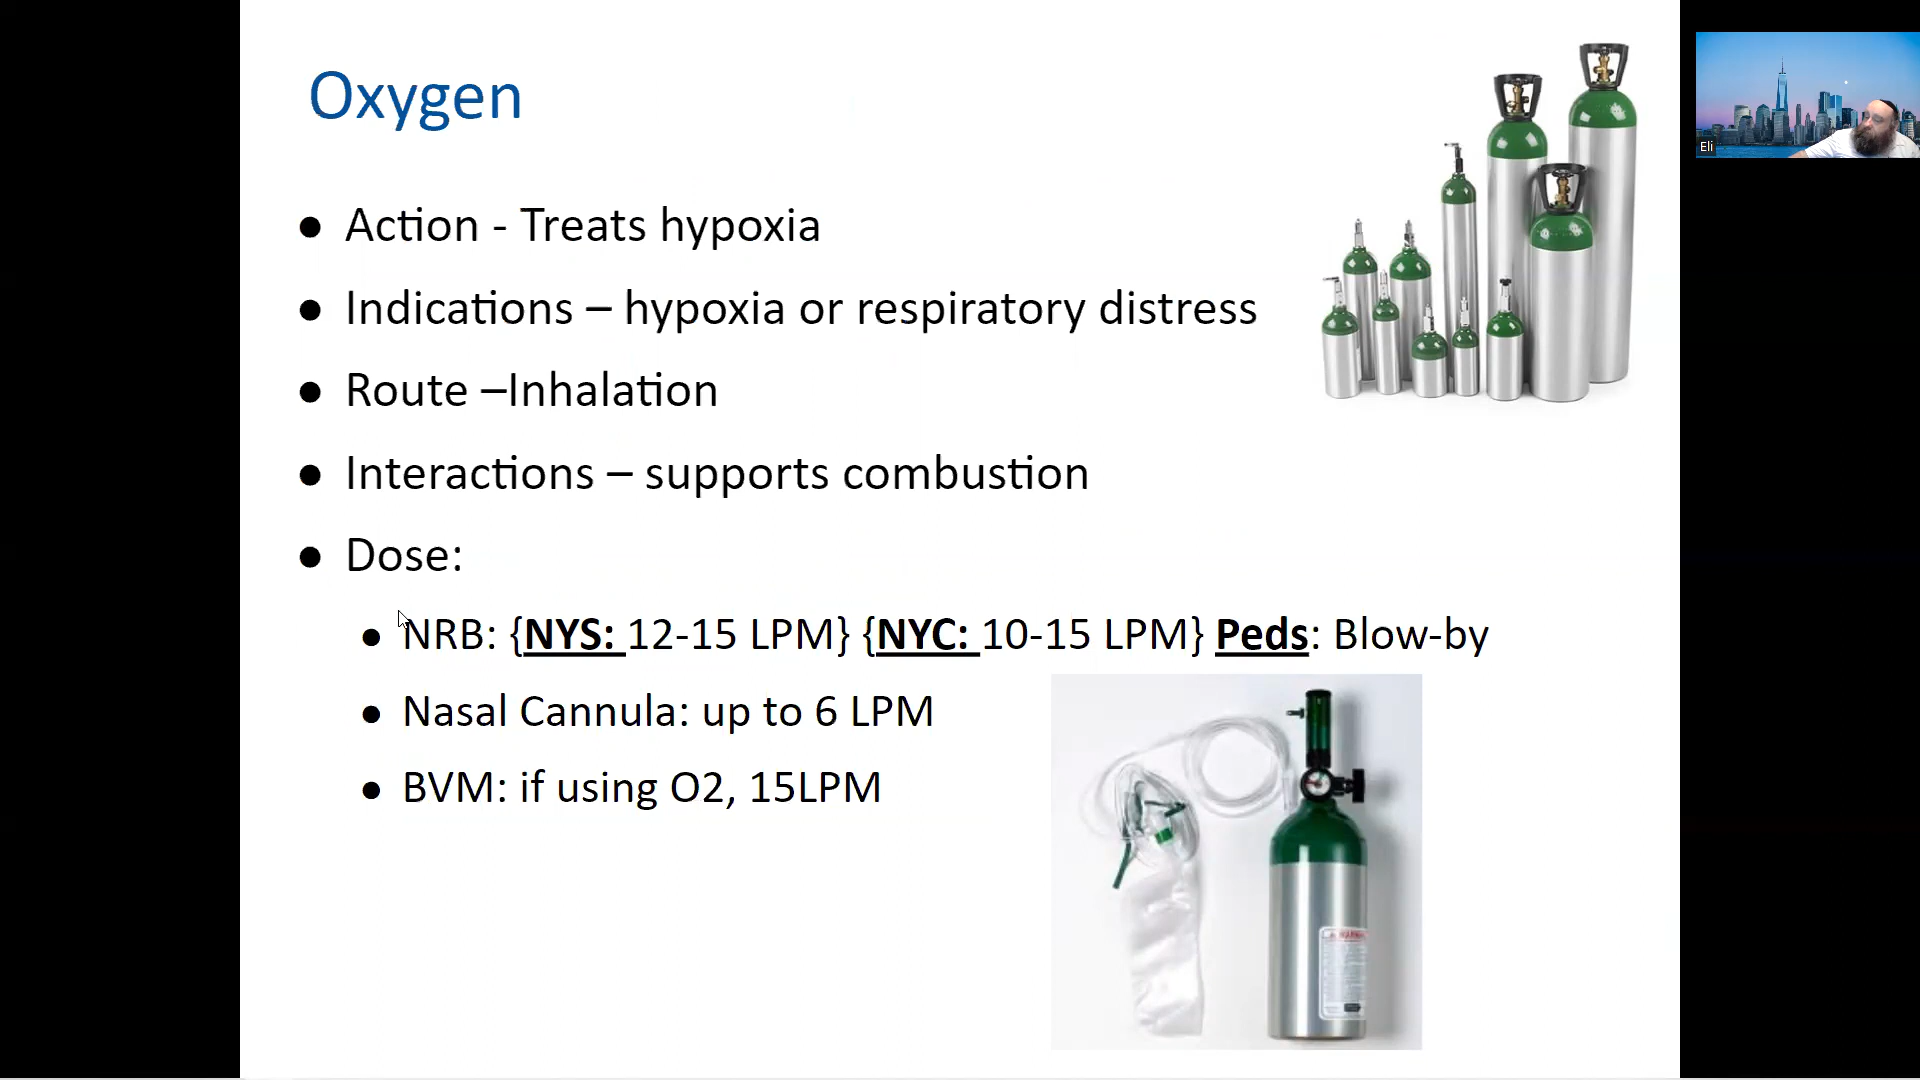 Oxygen
Eli
● Action - Treats hypoxia
● Indications – hypoxia or respiratory distress
● Route –Inhalation
● Interactions – supports combustion
● Dose:
● NRB: {NYS: 12-15 LPM} {NYC: 10-15 LPM} Peds: Blow-by
● Nasal Cannula: up to 6 LPM
● BVM: if using O2, 15LPM